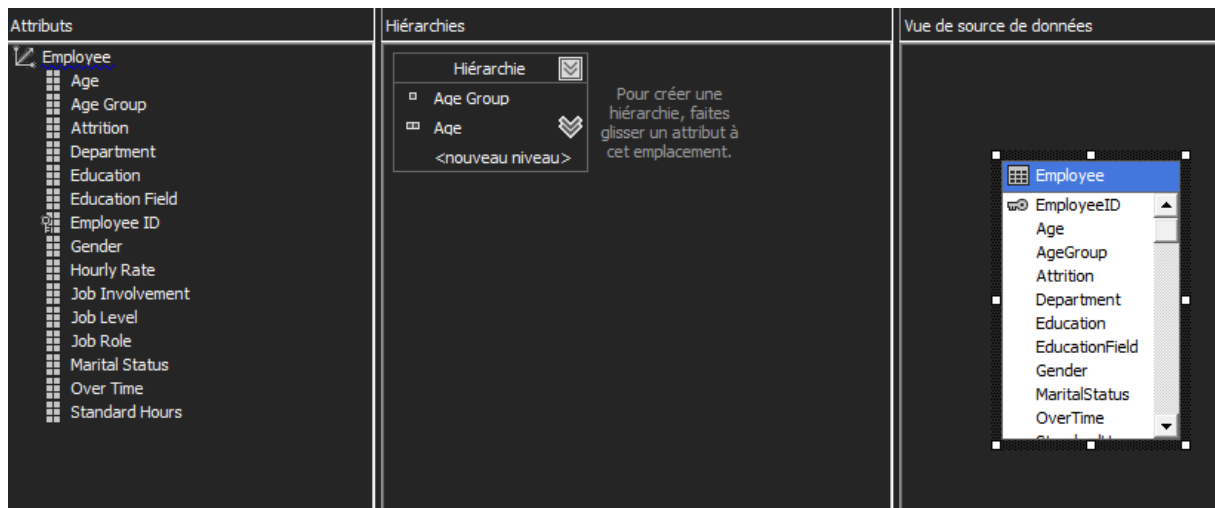 Attributs
Employee
Age
Age Group
Attrition
Department
Education
Education Field
Employee ID
Gender
Hourly Rate
Job Involvement
Job Level
Job Role
Marital Status
Over Time
Standard Hours
Hiérarchies
Hiérarchie
Age Group
Age
<nouveau niveau>
Pour créer une
hiérarchie, faites
glisser un attribut à
cet emplacement.
Vue de source de données
Employee
EmployeeID
Age
AgeGroup
Attrition
Department
Education
EducationField
Gender
MaritalStatus
OverTime